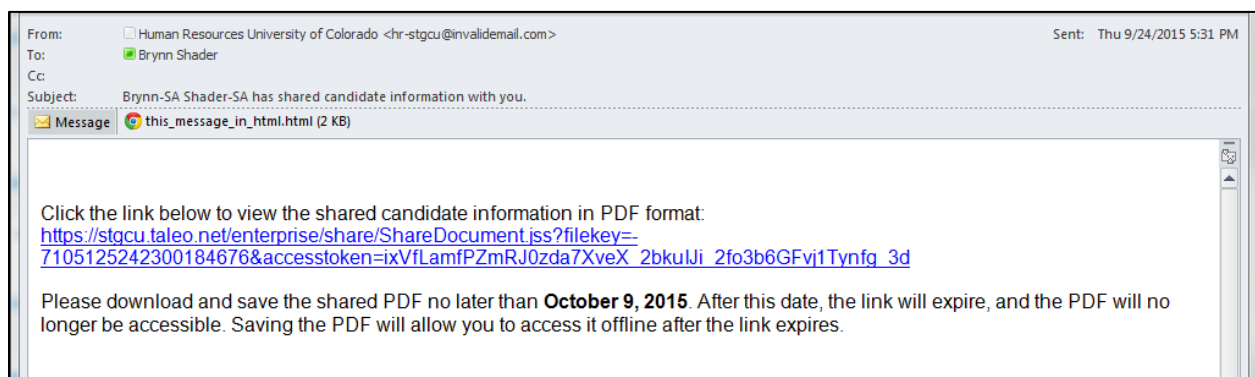 From: Human Resources University of Colorado <hr-stgcu@invalidemail.com> Sent: Thu 9/24/2015 5:31 PM
To: Brynn Shader
Cc:
Subject: Brynn-SA Shader-SA has shared candidate information with you.
Message this_message_in_html.html (2 KB)
Click the link below to view the shared candidate information in PDF format:
https://stgcu.taleo.net/enterprise/share/ShareDocument.jss?filekey=-
7105125242300184676&accesstoken=ixVfLamfPZmRJ0zda7XveX_2bkuIJi_2fo3b6GFvj1Tynfg_3d
Please download and save the shared PDF no later than October 9, 2015. After this date, the link will expire, and the PDF will no
longer be accessible. Saving the PDF will allow you to access it offline after the link expires.